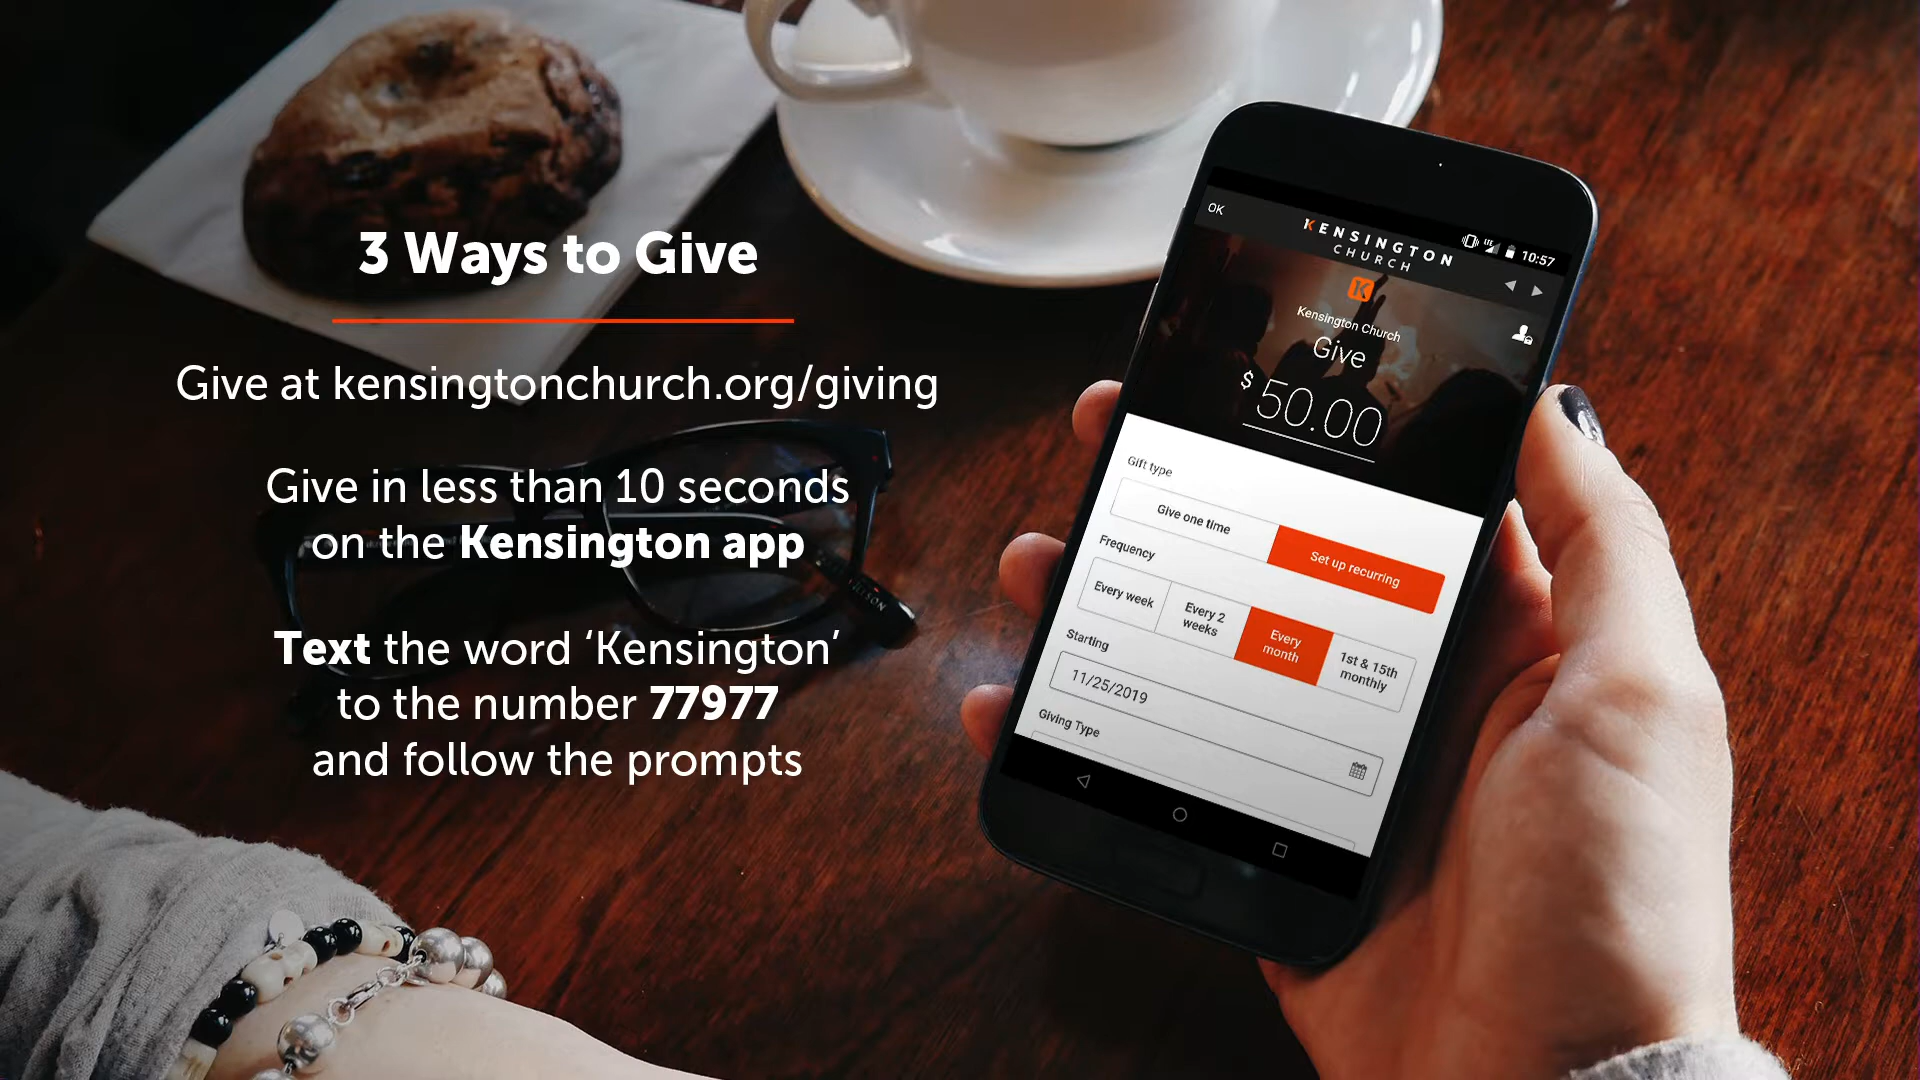 3 Ways to Give
Give at kensingtonchurch.org/giving
Give in less than 10 seconds
on the Kensington app
Text the word ‘Kensington’
to the number 77977
and follow the prompts
10:57
OK
KENSINGTON
CHURCH
K
Kensington Church
Give
$50.00
Gift type
Give one time
Set up recurring
Frequency
Every week
Every 2
weeks
Every
month
1st & 15th
monthly
Starting
11/25/2019
Giving Type